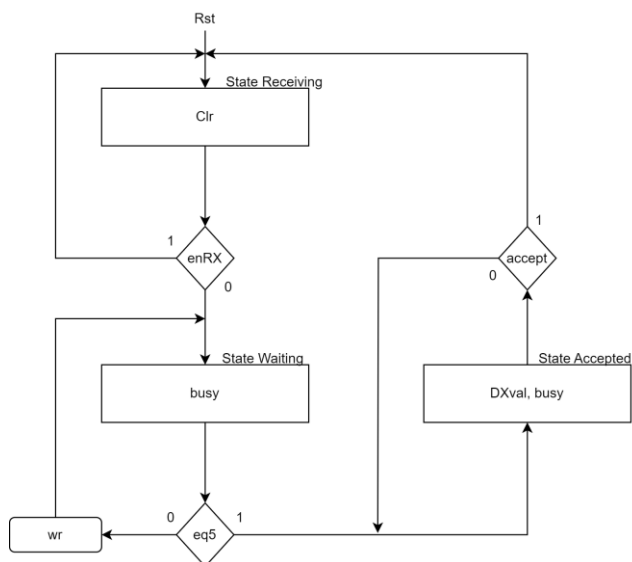 Rst
State Receiving
Clr
1
enRX
0
1
0
accept
State Waiting
State Accepted
busy
DXval, busy
0
1
wr
eq5